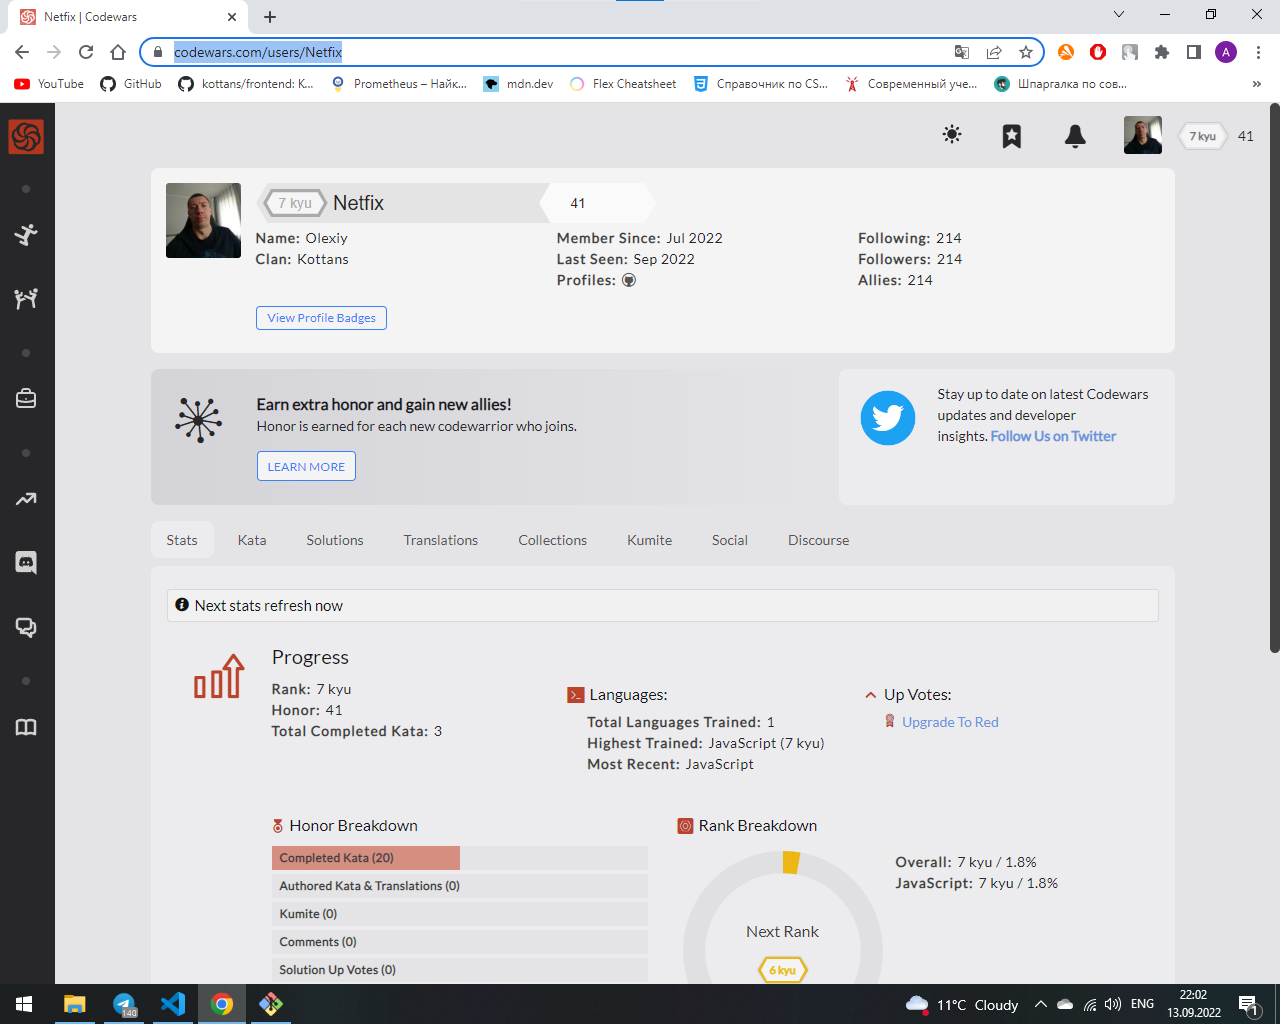 Netfix | Codewars
codewars.com/users/Netfix
A
YouTube
GitHub
kottans/frontend: K...
Prometheus – Найк...
mdn.dev
Flex Cheatsheet
Справочник по CS...
Современный уче...
Шпаргалка по сов...
»
7 kyu
41
7 kyu
Netfix
41
Name: Olexiy
Clan: Kottans
Member Since: Jul 2022
Last Seen: Sep 2022
Profiles:
Following: 214
Followers: 214
Allies: 214
View Profile Badges
Earn extra honor and gain new allies!
Honor is earned for each new codewarrior who joins.
LEARN MORE
Stay up to date on latest Codewars
updates and developer
insights. Follow Us on Twitter
Stats
Kata
Solutions
Translations
Collections
Kumite
Social
Discourse
Next stats refresh now
Progress
Rank: 7 kyu
Honor: 41
Total Completed Kata: 3
Languages:
Total Languages Trained: 1
Highest Trained: JavaScript (7 kyu)
Most Recent: JavaScript
Up Votes:
Upgrade To Red
Honor Breakdown
Completed Kata (20)
Authored Kata & Translations (0)
Kumite (0)
Comments (0)
Solution Up Votes (0)
Rank Breakdown
Next Rank
6 kyu
Overall: 7 kyu / 1.8%
JavaScript: 7 kyu / 1.8%
140
11°C Cloudy
ENG
22:02
13.09.2022
1